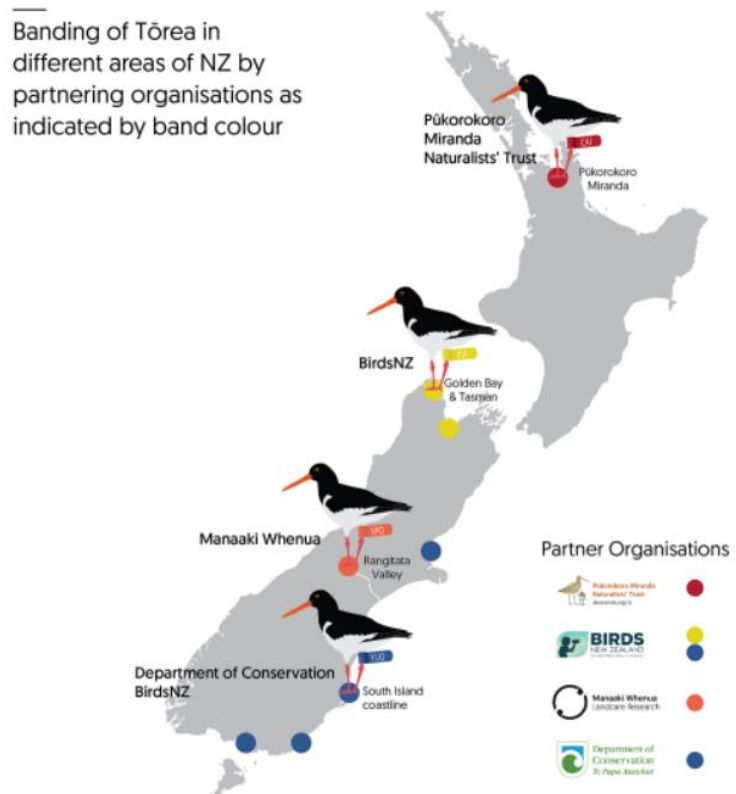 Banding of Tōrea in
different areas of NZ by
partnering organisations as
indicated by band colour
Pūkorokoro
Miranda
Naturalists' Trust
Pūkorokoro
Miranda
BirdsNZ
Golden Bay
& Tasman
Manaaki Whenua
YPD
Rangitata
Valley
Department of Conservation
BirdsNZ
YUD
South Island
coastline
Partner Organisations
Pūkorokoro Miranda
Naturalists' Trust
BIRDS
NEW ZEALAND
Manaaki Whenua
Landcare Research
Department of
Conservation
Te Papa Atawhai